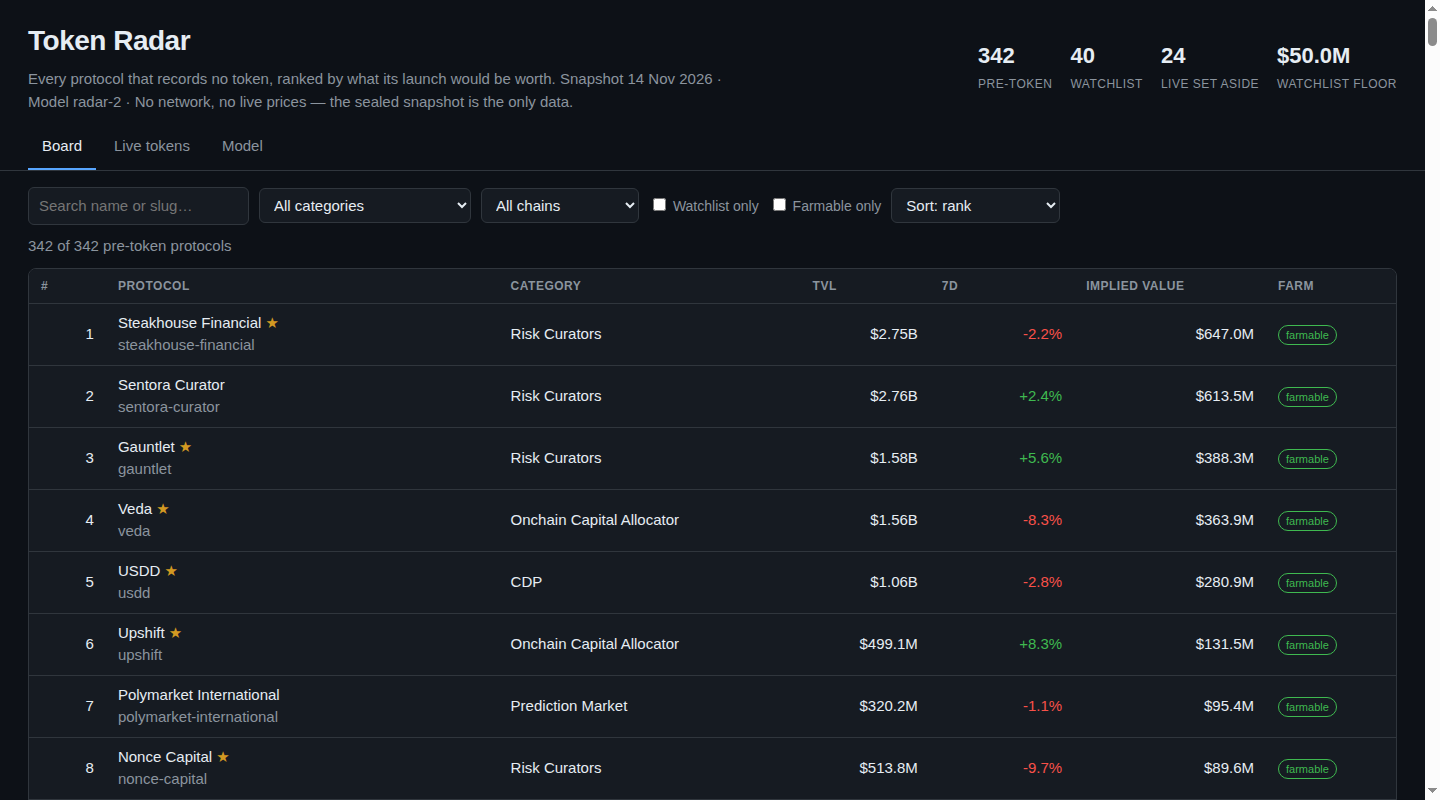 Token Radar
Every protocol that records no token, ranked by what its launch would be worth. Snapshot 14 Nov 2026 ·
Model radar-2 · No network, no live prices — the sealed snapshot is the only data.
342 40 24 $50.0M
PRE-TOKEN WATCHLIST LIVE SET ASIDE WATCHLIST FLOOR
Board Live tokens Model
Search name or slug… All categories All chains Watchlist only Farmable only Sort: rank
342 of 342 pre-token protocols
# PROTOCOL CATEGORY TVL 7D IMPLIED VALUE FARM
1 Steakhouse Financial ★ Risk Curators $2.75B -2.2% $647.0M farmable
steakhouse-financial
2 Sentora Curator Risk Curators $2.76B +2.4% $613.5M farmable
sentora-curator
3 Gauntlet ★ Risk Curators $1.58B +5.6% $388.3M farmable
gauntlet
4 Veda ★ Onchain Capital Allocator $1.56B -8.3% $363.9M farmable
veda
5 USDD ★ CDP $1.06B -2.8% $280.9M farmable
usdd
6 Upshift ★ Onchain Capital Allocator $499.1M +8.3% $131.5M farmable
upshift
7 Polymarket International Prediction Market $320.2M -1.1% $95.4M farmable
polymarket-international
8 Nonce Capital ★ Risk Curators $513.8M -9.7% $89.6M farmable
nonce-capital